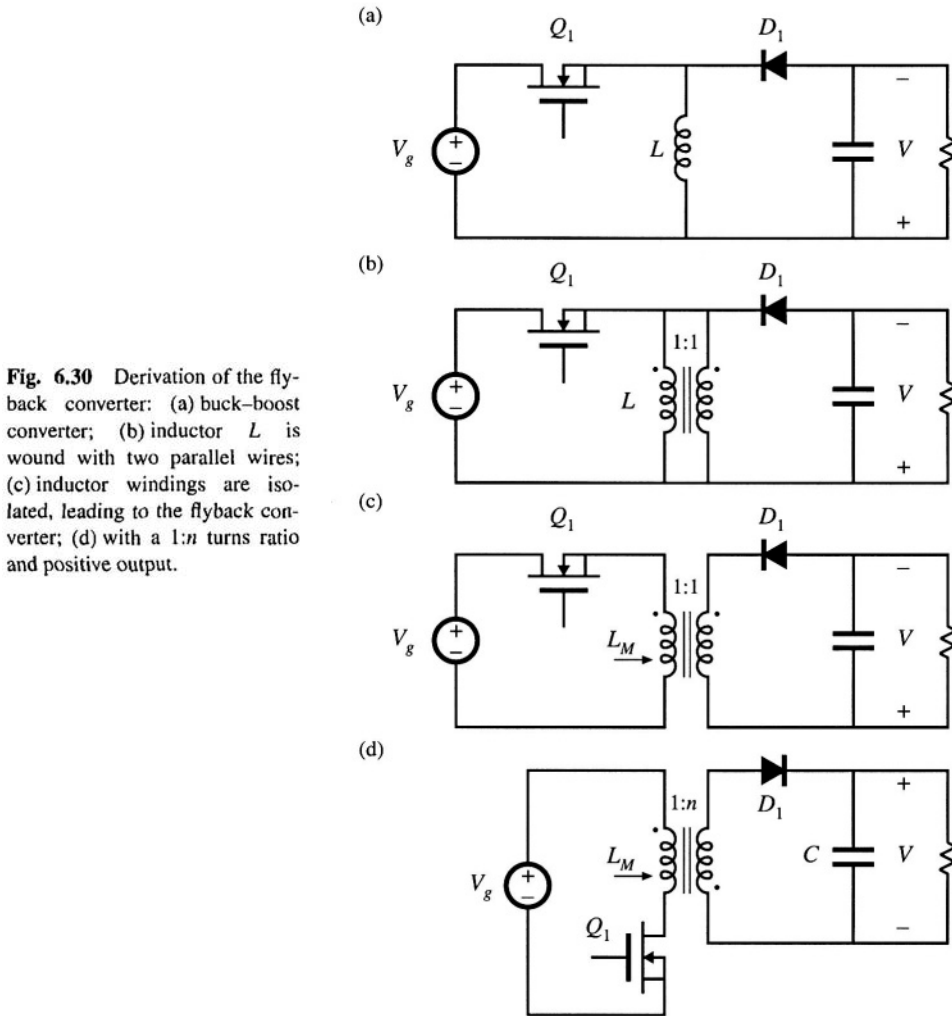 (a)
Q1
D1
Vg
+
−
L
−
V
+
(b)
Q1
D1
1:1
Vg
+
−
L
−
V
+
Fig. 6.30 Derivation of the fly-
back converter: (a) buck–boost
converter; (b) inductor L is
wound with two parallel wires;
(c) inductor windings are iso-
lated, leading to the flyback con-
verter; (d) with a 1:n turns ratio
and positive output.
(c)
Q1
D1
1:1
Vg
+
−
LM
−
V
+
(d)
1:n
D1
+
LM
C
V
Vg
+
−
Q1
−